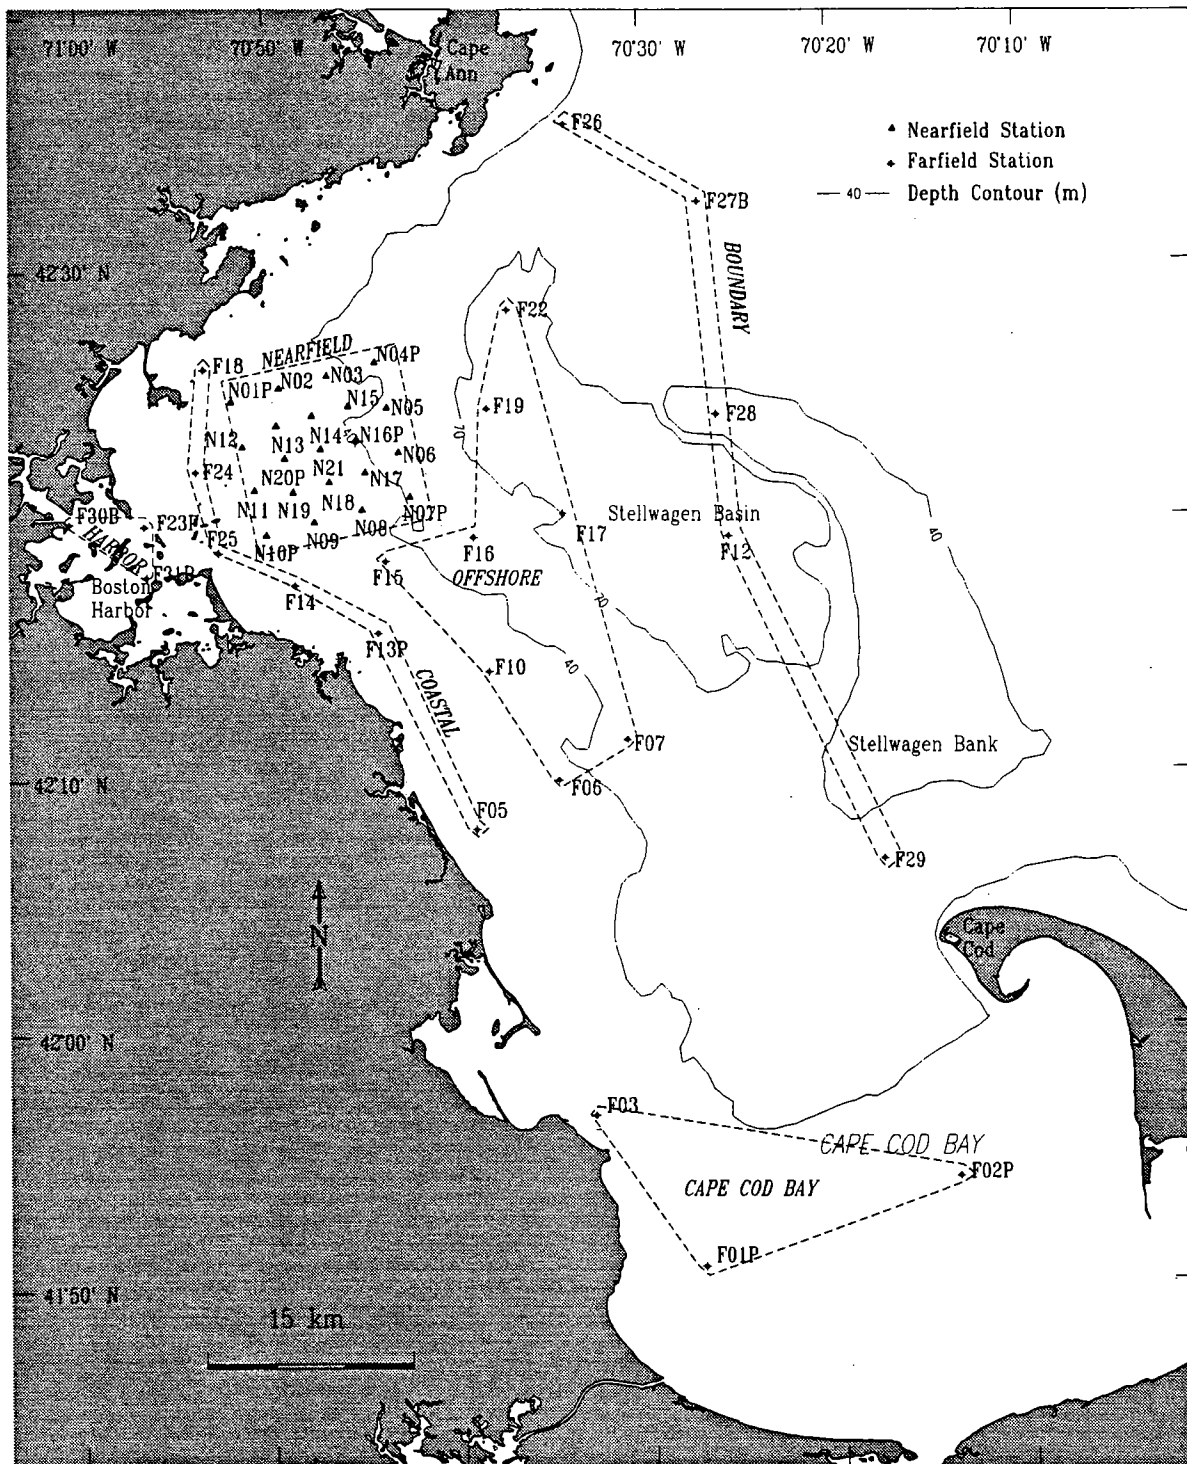 71°00' W
70°50' W
70°30' W
70°20' W
70°10' W
Cape
Ann
F26
▲ Nearfield Station
+ Farfield Station
— 40 — Depth Contour (m)
F27B
BOUNDARY
42°30' N
F22
F18
NEARFIELD
N04P
N03
N02
N01P
N15
N05
F19
F28
70
N12
N13
N14
N16P
N06
F24
N20P
N21
N17
N11
N19
N18
N07P
N08
Stellwagen Basin
F17
F30B
F23P
HARBOR
F25
N10P
N09
F16
F12
40
F15
OFFSHORE
F31B
Boston
Harbor
F14
70
F13P
F10
40
COASTAL
F07
Stellwagen Bank
42°10' N
F06
F05
F29
N
Cape
Cod
42°00' N
F03
CAPE COD BAY
F02P
CAPE COD BAY
F01P
41°50' N
15 km